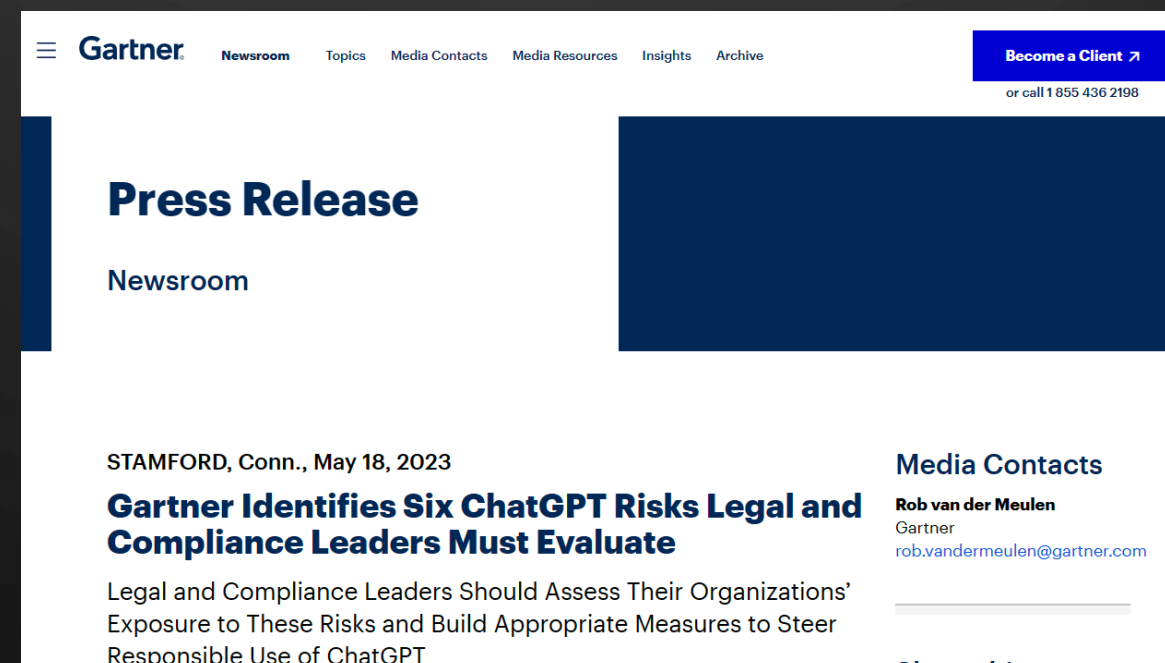 Gartner
Newsroom Topics Media Contacts Media Resources Insights Archive
Become a Client
or call 1 855 436 2198
Press Release
Newsroom
STAMFORD, Conn., May 18, 2023
Gartner Identifies Six ChatGPT Risks Legal and
Compliance Leaders Must Evaluate
Legal and Compliance Leaders Should Assess Their Organizations’
Exposure to These Risks and Build Appropriate Measures to Steer
Responsible Use of ChatGPT
Media Contacts
Rob van der Meulen
Gartner
rob.vandermeulen@gartner.com